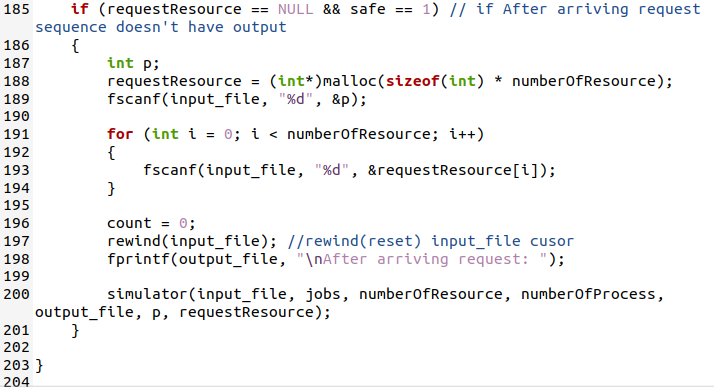 185     if (requestResource == NULL && safe == 1) // if After arriving request
sequence doesn't have output
186     {
187         int p;
188         requestResource = (int*)malloc(sizeof(int) * numberOfResource);
189         fscanf(input_file, "%d", &p);
190
191         for (int i = 0; i < numberOfResource; i++)
192         {
193             fscanf(input_file, "%d", &requestResource[i]);
194         }
195
196         count = 0;
197         rewind(input_file); //rewind(reset) input_file cusor
198         fprintf(output_file, "\nAfter arriving request: ");
199
200         simulator(input_file, jobs, numberOfResource, numberOfProcess,
output_file, p, requestResource);
201     }
202
203 }
204